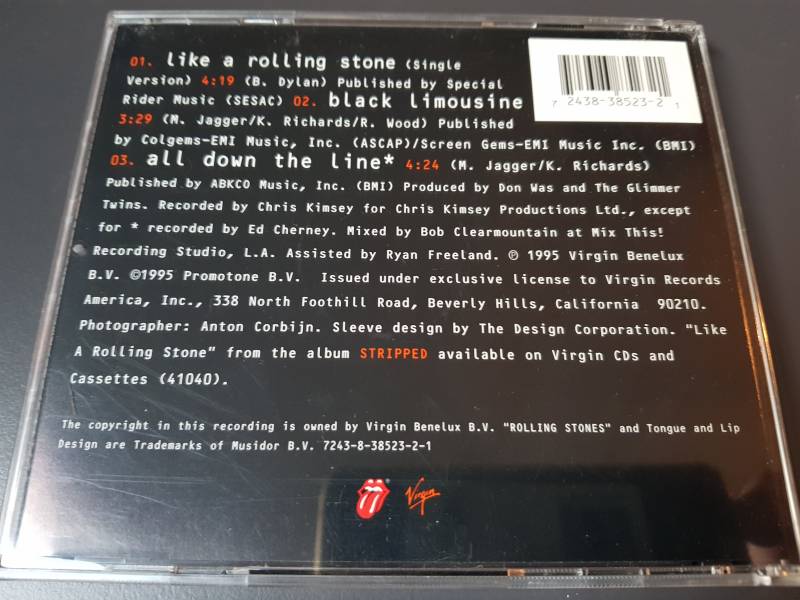 01. like a rolling stone (Single
Version) 4:19 (B. Dylan) Published by Special
Rider Music (SESAC) 02. black limousine
3:29 (M. Jagger/K. Richards/R. Wood) Published
by Colgems-EMI Music, Inc. (ASCAP)/Screen Gems-EMI Music Inc. (BMI)
03. all down the line* 4:24 (M. Jagger/K. Richards)
Published by ABKCO Music, Inc. (BMI) Produced by Don Was and The Glimmer
Twins. Recorded by Chris Kimsey for Chris Kimsey Productions Ltd., except
for * recorded by Ed Cherney. Mixed by Bob Clearmountain at Mix This!
Recording Studio, L.A. Assisted by Ryan Freeland. ℗ 1995 Virgin Benelux
B.V. ©1995 Promotone B.V. Issued under exclusive license to Virgin Records
America, Inc., 338 North Foothill Road, Beverly Hills, California 90210.
Photographer: Anton Corbijn. Sleeve design by The Design Corporation. "Like
A Rolling Stone" from the album STRIPPED available on Virgin CDs and
Cassettes (41040).
The copyright in this recording is owned by Virgin Benelux B.V. "ROLLING STONES" and Tongue and Lip
Design are Trademarks of Musidor B.V. 7243-8-38523-2-1
7 2438-38523-2 1
Virgin